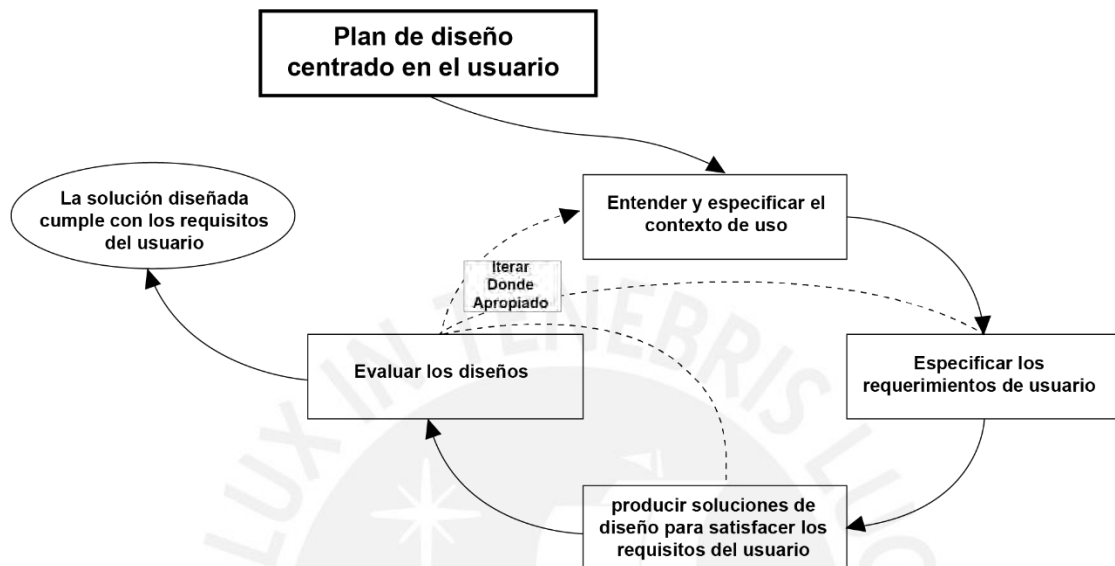 Plan de diseño
centrado en el usuario
La solución diseñada
cumple con los requisitos
del usuario
Entender y especificar el
contexto de uso
Iterar
Donde
Apropiado
Evaluar los diseños
Especificar los
requerimientos de usuario
producir soluciones de
diseño para satisfacer los
requisitos del usuario
LUX IN TENEBRIS LUC